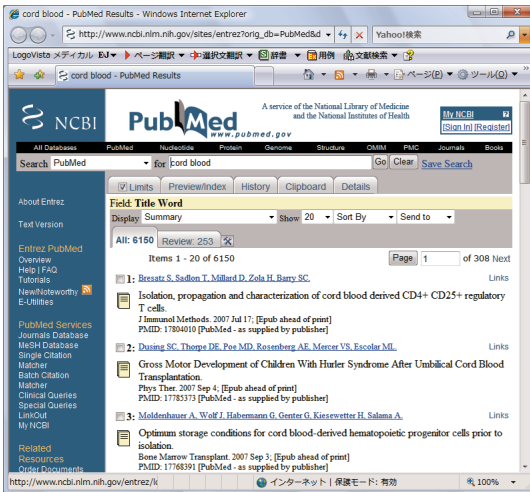 cord blood - PubMed Results - Windows Internet Explorer
http://www.ncbi.nlm.nih.gov/sites/entrez?orig_db=PubMed&d
Yahoo!検索
LogoVista メディカル EJ ページ翻訳 選択文翻訳 辞書 用例 文献検索
cord blood - PubMed Results
ページ(P) ツール(O)
NCBI
PubMed
www.pubmed.gov
A service of the National Library of Medicine
and the National Institutes of Health
My NCBI
[Sign In] [Register]
All Databases PubMed Nucleotide Protein Genome Structure OMIM PMC Journals Books
Search PubMed for cord blood Go Clear Save Search
Limits Preview/Index History Clipboard Details
Field: Title Word
Display Summary Show 20 Sort By Send to
All: 6150 Review: 253
Items 1 - 20 of 6150 Page 1 of 308 Next
About Entrez
Text Version
Entrez PubMed
Overview
Help | FAQ
Tutorials
New/Noteworthy
E-Utilities
PubMed Services
Journals Database
MeSH Database
Single Citation
Matcher
Batch Citation
Matcher
Clinical Queries
Special Queries
LinkOut
My NCBI
Related
Resources
Order Documents
1: Bresatz S, Sadlon T, Millard D, Zola H, Barry SC. Links
Isolation, propagation and characterization of cord blood derived CD4+ CD25+ regulatory
T cells.
J Immunol Methods. 2007 Jul 17; [Epub ahead of print]
PMID: 17804010 [PubMed - as supplied by publisher]
2: Dusing SC, Thorpe DE, Poe MD, Rosenberg AE, Mercer VS, Escolar ML. Links
Gross Motor Development of Children With Hurler Syndrome After Umbilical Cord Blood
Transplantation.
Phys Ther. 2007 Sep 4; [Epub ahead of print]
PMID: 17785373 [PubMed - as supplied by publisher]
3: Moldenhauer A, Wolf J, Habermann G, Genter G, Kiesewetter H, Salama A. Links
Optimum storage conditions for cord blood-derived hematopoietic progenitor cells prior to
isolation.
Bone Marrow Transplant. 2007 Sep 3; [Epub ahead of print]
PMID: 17768391 [PubMed - as supplied by publisher]
http://www.ncbi.nlm.nih.gov/entrez/li インターネット | 保護モード: 有効 100%